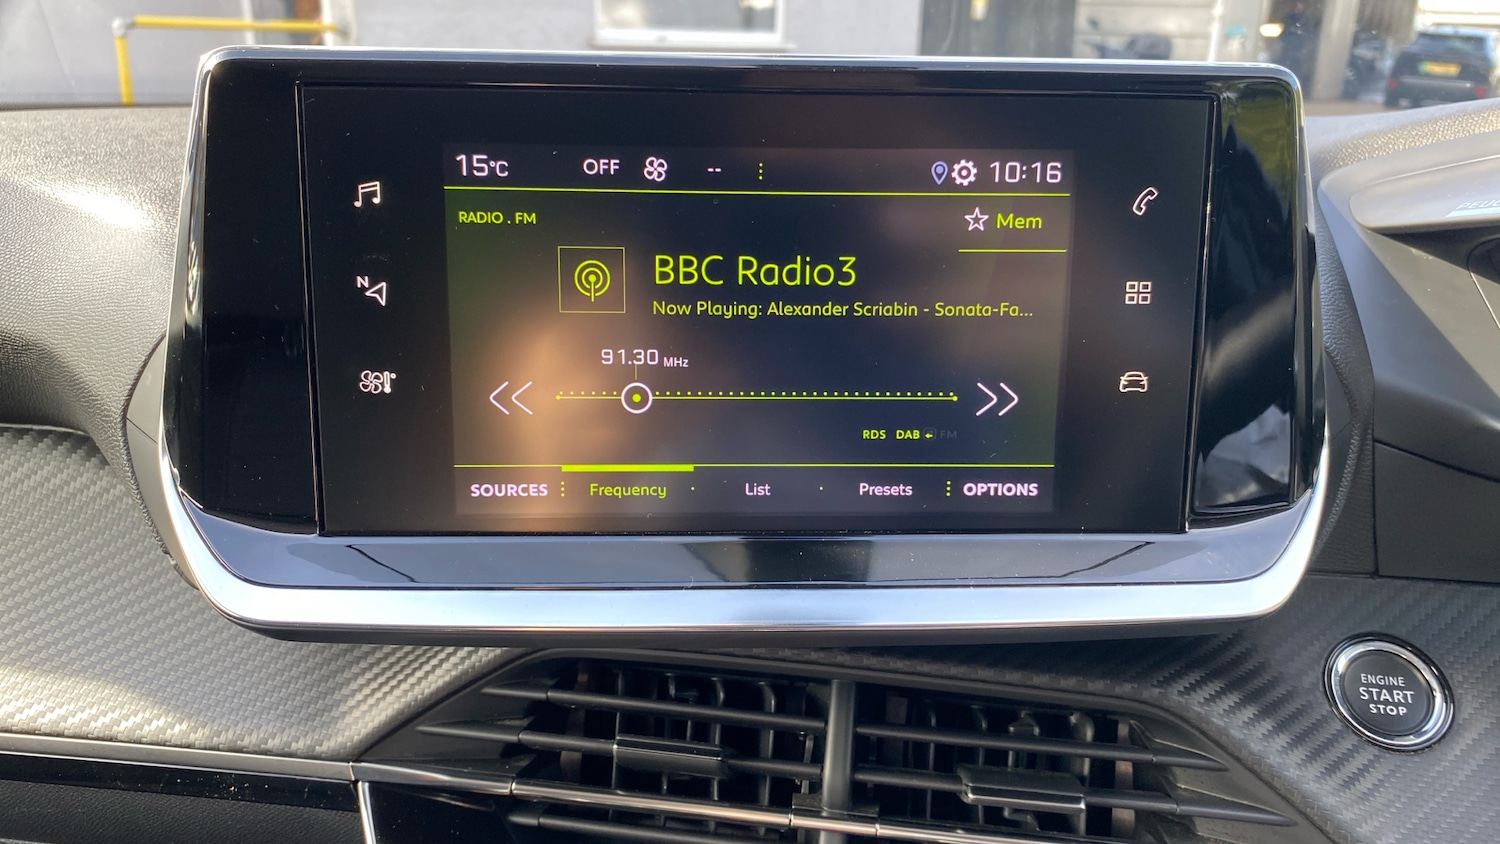 15°C OFF -- 10:16
RADIO . FM
Mem
BBC Radio3
Now Playing: Alexander Scriabin - Sonata-Fa...
91.30 MHz
RDS DAB FM
SOURCES Frequency List Presets OPTIONS
N
ENGINE
START
STOP